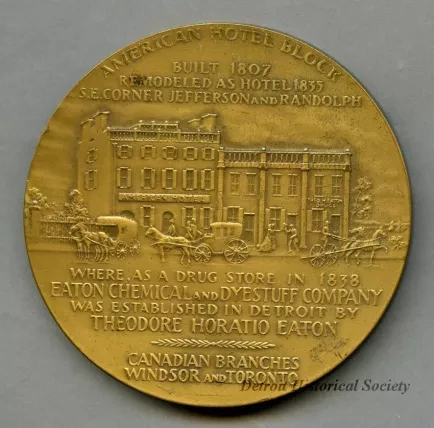 AMERICAN HOTEL BLOCK
BUILT 1807
REMODELED AS HOTEL 1835
S.E. CORNER JEFFERSON AND RANDOLPH
AMERICAN HOTEL
WHERE, AS A DRUG STORE IN 1838
EATON CHEMICAL AND DYESTUFF COMPANY
WAS ESTABLISHED IN DETROIT BY
THEODORE HORATIO EATON
CANADIAN BRANCHES
WINDSOR AND TORONTO
Detroit Historical Society